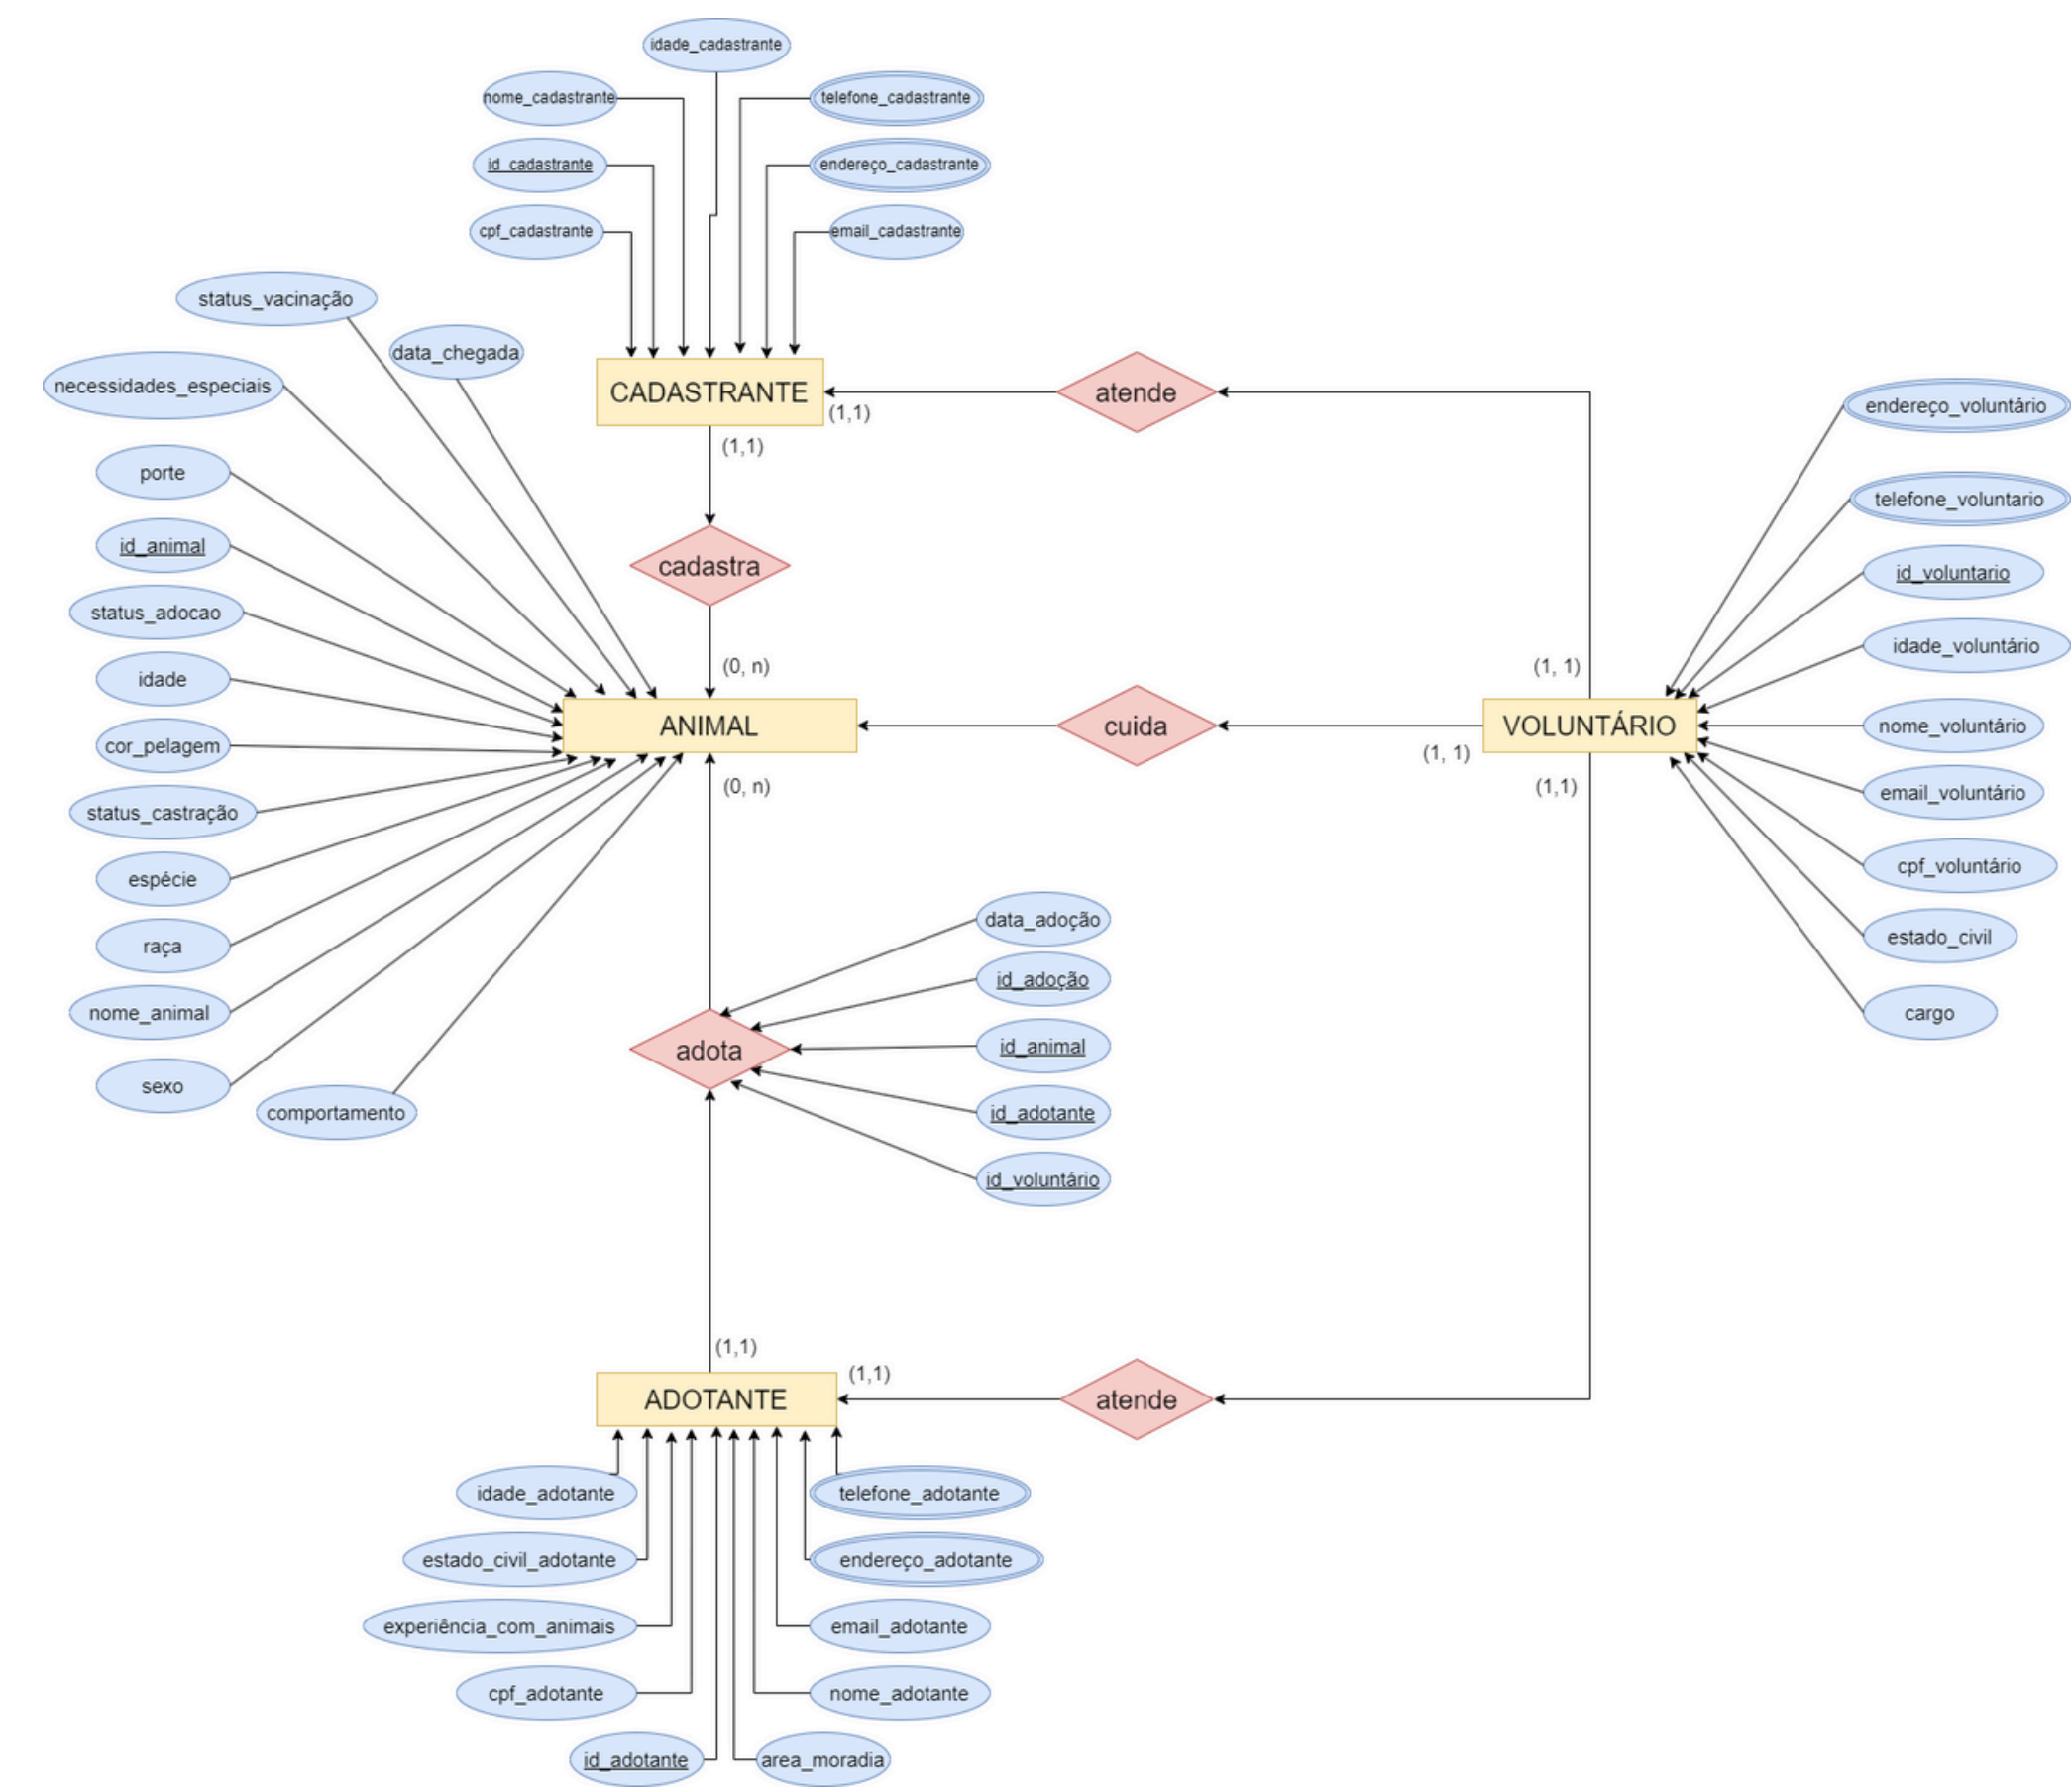 idade_cadastrante
nome_cadastrante
telefone_cadastrante
id_cadastrante
endereço_cadastrante
cpf_cadastrante
email_cadastrante
status_vacinação
data_chegada
necessidades_especiais
CADASTRANTE
atende
endereço_voluntário
(1,1)
(1,1)
porte
telefone_voluntario
id_animal
cadastra
id_voluntario
status_adocao
idade_voluntário
(0, n)
(1, 1)
idade
ANIMAL
cuida
VOLUNTÁRIO
nome_voluntário
cor_pelagem
(1, 1)
(0, n)
(1,1)
email_voluntário
status_castração
cpf_voluntário
espécie
data_adoção
estado_civil
raça
id_adoção
nome_animal
cargo
adota
id_animal
sexo
comportamento
id_adotante
id_voluntário
(1,1)
(1,1)
ADOTANTE
atende
idade_adotante
telefone_adotante
estado_civil_adotante
endereço_adotante
experiência_com_animais
email_adotante
cpf_adotante
nome_adotante
id_adotante
area_moradia